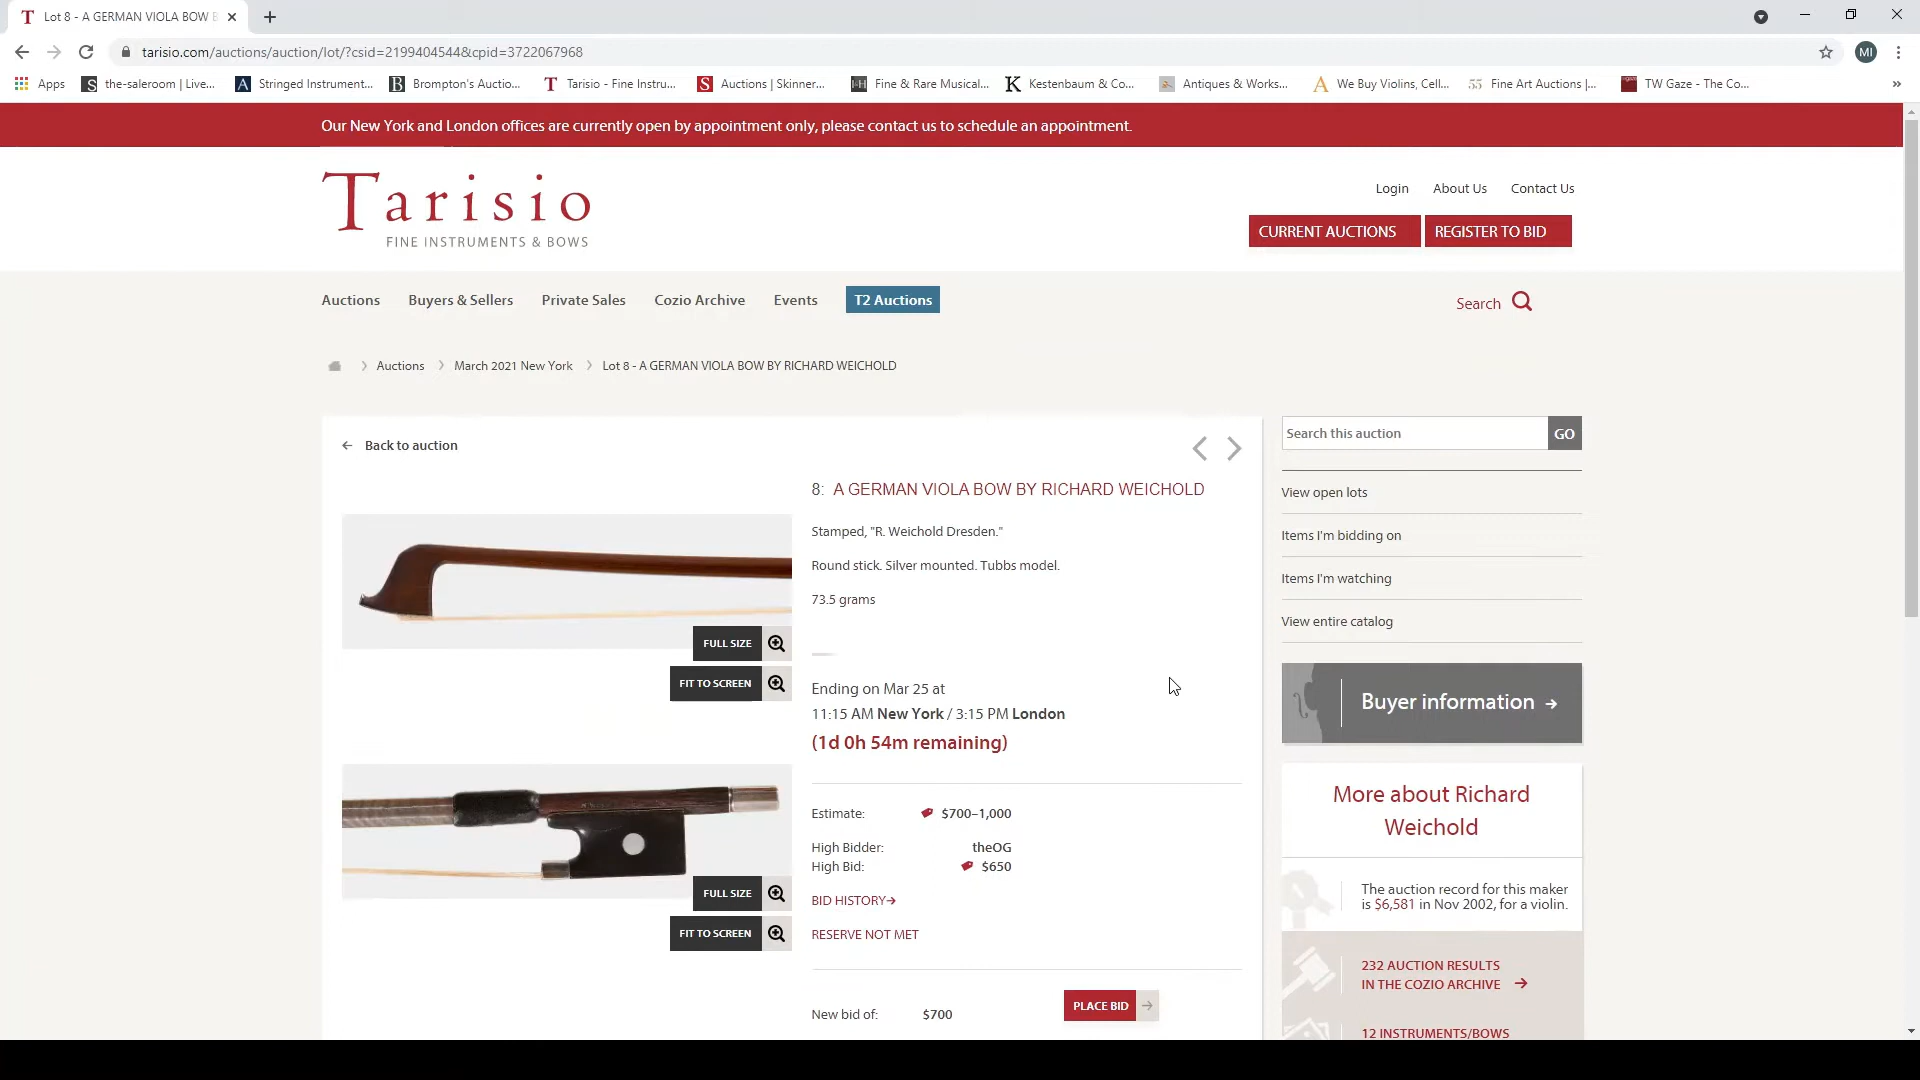 Lot 8 - A GERMAN VIOLA BOW B
tarisio.com/auctions/auction/lot/?csid=2199404544&cpid=3722067968
MI
Apps
the-saleroom | Live...
Stringed Instrument...
Brompton's Auctio...
Tarisio - Fine Instru...
Auctions | Skinner...
Fine & Rare Musical...
Kestenbaum & Co...
Antiques & Works...
We Buy Violins, Cell...
Fine Art Auctions |...
TW Gaze - The Co...
Our New York and London offices are currently open by appointment only, please contact us to schedule an appointment.
Tarisio
FINE INSTRUMENTS & BOWS
Login
About Us
Contact Us
CURRENT AUCTIONS
REGISTER TO BID
Auctions
Buyers & Sellers
Private Sales
Cozio Archive
Events
T2 Auctions
Search
Auctions
March 2021 New York
Lot 8 - A GERMAN VIOLA BOW BY RICHARD WEICHOLD
Back to auction
8: A GERMAN VIOLA BOW BY RICHARD WEICHOLD
Stamped, "R. Weichold Dresden."
Round stick. Silver mounted. Tubbs model.
73.5 grams
FULL SIZE
FIT TO SCREEN
Ending on Mar 25 at
11:15 AM New York / 3:15 PM London
(1d 0h 54m remaining)
Estimate: $700–1,000
High Bidder: theOG
High Bid: $650
BID HISTORY
RESERVE NOT MET
FULL SIZE
FIT TO SCREEN
New bid of: $700
PLACE BID
Search this auction
GO
View open lots
Items I'm bidding on
Items I'm watching
View entire catalog
Buyer information
More about Richard
Weichold
The auction record for this maker
is $6,581 in Nov 2002, for a violin.
232 AUCTION RESULTS
IN THE COZIO ARCHIVE
12 INSTRUMENTS/BOWS